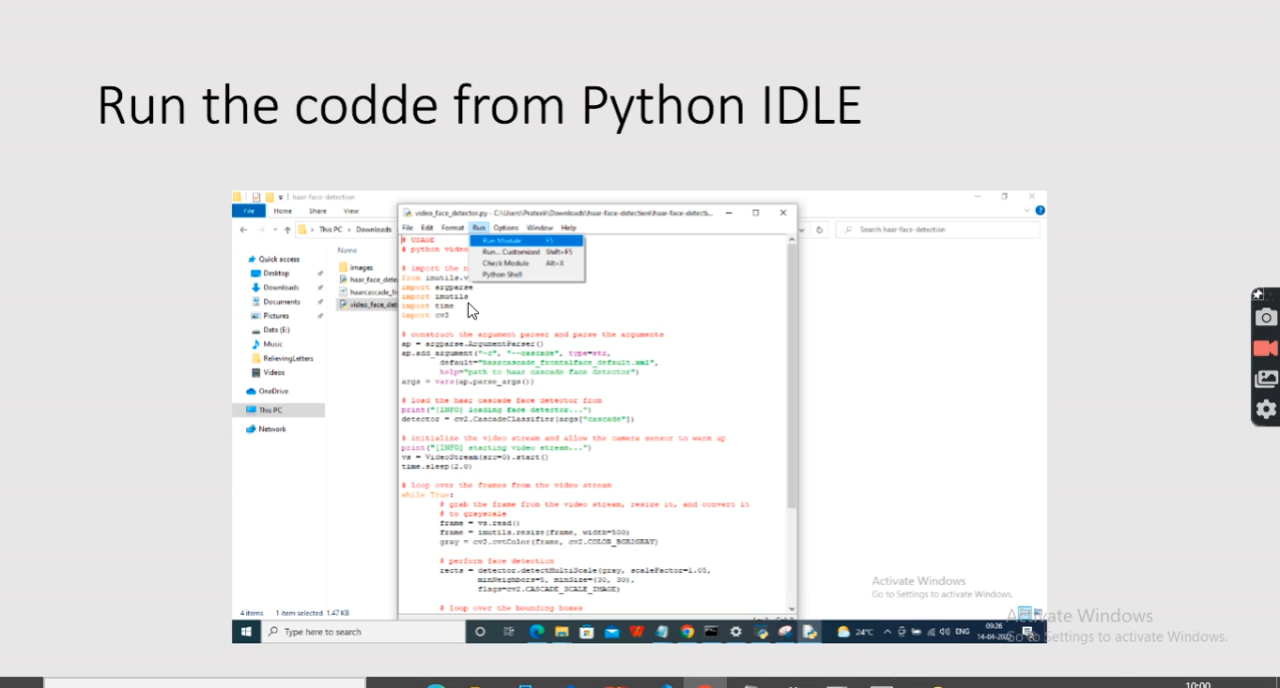 Run the codde from Python IDLE
haar-face-detection
File Home Share View
This PC Downloads
Search haar-face-detection
Name
Quick access
Desktop
Downloads
Documents
Pictures
Data (E:)
Music
RelievingLetters
Videos
OneDrive
This PC
Network
images
haar_face_dete
haarcascade_fr
video_face_det
4 items 1 item selected 1.47 KB
video_face_detector.py - C:\Users\Prateek\Downloads\haar-face-detection\haar-face-detecti...
File Edit Format Run Options Window Help
Run Module F5
Run... Customized Shift+F5
Check Module Alt+X
Python Shell
# USAGE
# python video
# import the n
from imutils.v
import argparse
import imutils
import time
import cv2
# construct the argument parser and parse the arguments
ap = argparse.ArgumentParser()
ap.add_argument("-c", "--cascade", type=str,
default="haarcascade_frontalface_default.xml",
help="path to haar cascade face detector")
args = vars(ap.parse_args())
# load the haar cascade face detector from
print("[INFO] loading face detector...")
detector = cv2.CascadeClassifier(args["cascade"])
# initialize the video stream and allow the camera sensor to warm up
print("[INFO] starting video stream...")
vs = VideoStream(src=0).start()
time.sleep(2.0)
# loop over the frames from the video stream
while True:
# grab the frame from the video stream, resize it, and convert it
# to grayscale
frame = vs.read()
frame = imutils.resize(frame, width=500)
gray = cv2.cvtColor(frame, cv2.COLOR_BGR2GRAY)
# perform face detection
rects = detector.detectMultiScale(gray, scaleFactor=1.05,
minNeighbors=5, minSize=(30, 30),
flags=cv2.CASCADE_SCALE_IMAGE)
# loop over the bounding boxes
Activate Windows
Go to Settings to activate Windows.
Type here to search
24°C
ENG
09:26
Activate Windows
Go to Settings to activate Windows.
10:00